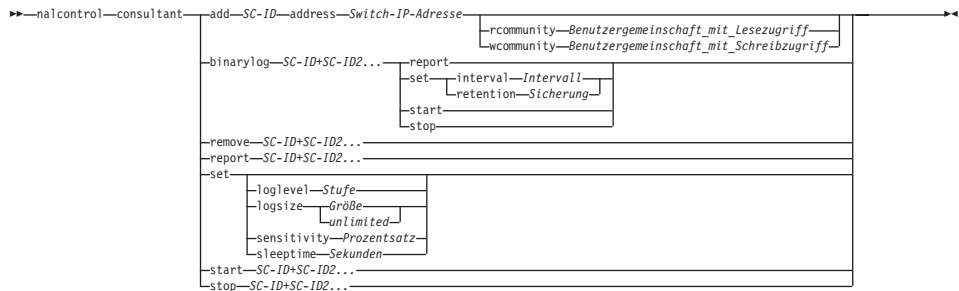 nalcontrol consultant add SC-ID address Switch-IP-Adresse
rcommunity Benutzergemeinschaft_mit_Lesezugriff
wcommunity Benutzergemeinschaft_mit_Schreibzugriff
binarylog SC-ID+SC-ID2... report
set interval Intervall
retention Sicherung
start
stop
remove SC-ID+SC-ID2...
report SC-ID+SC-ID2...
set
loglevel Stufe
logsize Größe
unlimited
sensitivity Prozentsatz
sleeptime Sekunden
start SC-ID+SC-ID2...
stop SC-ID+SC-ID2...